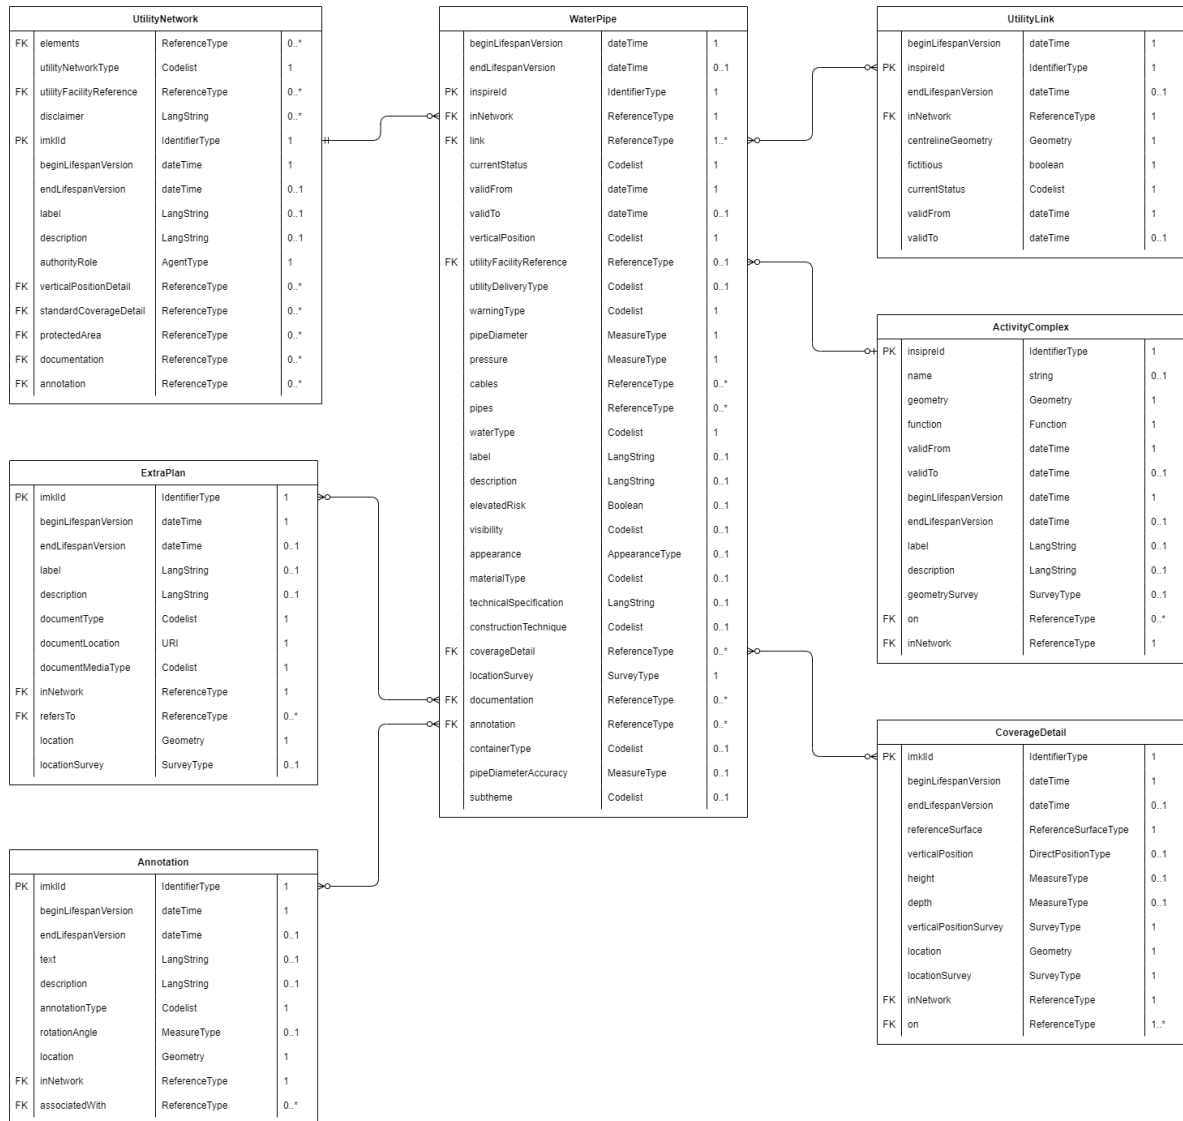 UtilityNetwork
FK elements ReferenceType 0..*
utilityNetworkType Codelist 1
FK utilityFacilityReference ReferenceType 0..*
disclaimer LangString 0..*
PK imklId IdentifierType 1
beginLifespanVersion dateTime 1
endLifespanVersion dateTime 0..1
label LangString 0..1
description LangString 0..1
authorityRole AgentType 1
FK verticalPositionDetail ReferenceType 0..*
FK standardCoverageDetail ReferenceType 0..*
FK protectedArea ReferenceType 0..*
FK documentation ReferenceType 0..*
FK annotation ReferenceType 0..*
ExtraPlan
PK imklId IdentifierType 1
beginLifespanVersion dateTime 1
endLifespanVersion dateTime 0..1
label LangString 0..1
description LangString 0..1
documentType Codelist 1
documentLocation URI 1
documentMediaType Codelist 1
FK inNetwork ReferenceType 1
FK refersTo ReferenceType 0..*
location Geometry 1
locationSurvey SurveyType 0..1
Annotation
PK imklId IdentifierType 1
beginLifespanVersion dateTime 1
endLifespanVersion dateTime 0..1
text LangString 0..1
description LangString 0..1
annotationType Codelist 1
rotationAngle MeasureType 0..1
location Geometry 1
FK inNetwork ReferenceType 1
FK associatedWith ReferenceType 0..*
WaterPipe
beginLifespanVersion dateTime 1
endLifespanVersion dateTime 0..1
PK inspireId IdentifierType 1
FK inNetwork ReferenceType 1
FK link ReferenceType 1..*
currentStatus Codelist 1
validFrom dateTime 1
validTo dateTime 0..1
verticalPosition Codelist 1
FK utilityFacilityReference ReferenceType 0..1
utilityDeliveryType Codelist 0..1
warningType Codelist 1
pipeDiameter MeasureType 1
pressure MeasureType 1
cables ReferenceType 0..*
pipes ReferenceType 0..*
waterType Codelist 1
label LangString 0..1
description LangString 0..1
elevatedRisk Boolean 0..1
visibility Codelist 0..1
appearance AppearanceType 0..1
materialType Codelist 0..1
technicalSpecification LangString 0..1
constructionTechnique Codelist 0..1
FK coverageDetail ReferenceType 0..*
locationSurvey SurveyType 1
FK documentation ReferenceType 0..*
FK annotation ReferenceType 0..*
containerType Codelist 0..1
pipeDiameterAccuracy MeasureType 0..1
subtheme Codelist 0..1
UtilityLink
beginLifespanVersion dateTime 1
PK inspireId IdentifierType 1
endLifespanVersion dateTime 0..1
FK inNetwork ReferenceType 1
centrelineGeometry Geometry 1
fictitious boolean 1
currentStatus Codelist 1
validFrom dateTime 1
validTo dateTime 0..1
ActivityComplex
PK insipreId IdentifierType 1
name string 0..1
geometry Geometry 1
function Function 1
validFrom dateTime 1
validTo dateTime 0..1
beginLlifespanVersion dateTime 1
endLifespanVersion dateTime 0..1
label LangString 0..1
description LangString 0..1
geometrySurvey SurveyType 0..1
FK on ReferenceType 0..*
FK inNetwork ReferenceType 1
CoverageDetail
PK imklId IdentifierType 1
beginLifespanVersion dateTime 1
endLifespanVersion dateTime 0..1
referenceSurface ReferenceSurfaceType 1
verticalPosition DirectPositionType 0..1
height MeasureType 0..1
depth MeasureType 0..1
verticalPositionSurvey SurveyType 1
location Geometry 1
locationSurvey SurveyType 1
FK inNetwork ReferenceType 1
FK on ReferenceType 1..*